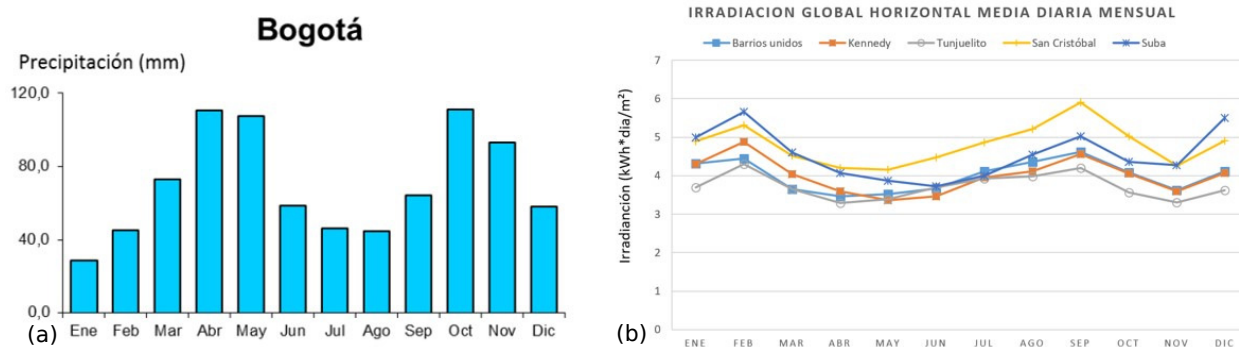 Bogotá
Precipitación (mm)
120,0
80,0
40,0
0,0
Ene Feb Mar Abr May Jun Jul Ago Sep Oct Nov Dic
(a)
IRRADIACION GLOBAL HORIZONTAL MEDIA DIARIA MENSUAL
Barrios unidos Kennedy Tunjuelito San Cristóbal Suba
Irradianción (kWh*dia/m²)
7
6
5
4
3
2
1
0
ENE FEB MAR ABR MAY JUN JUL AGO SEP OCT NOV DIC
(b)